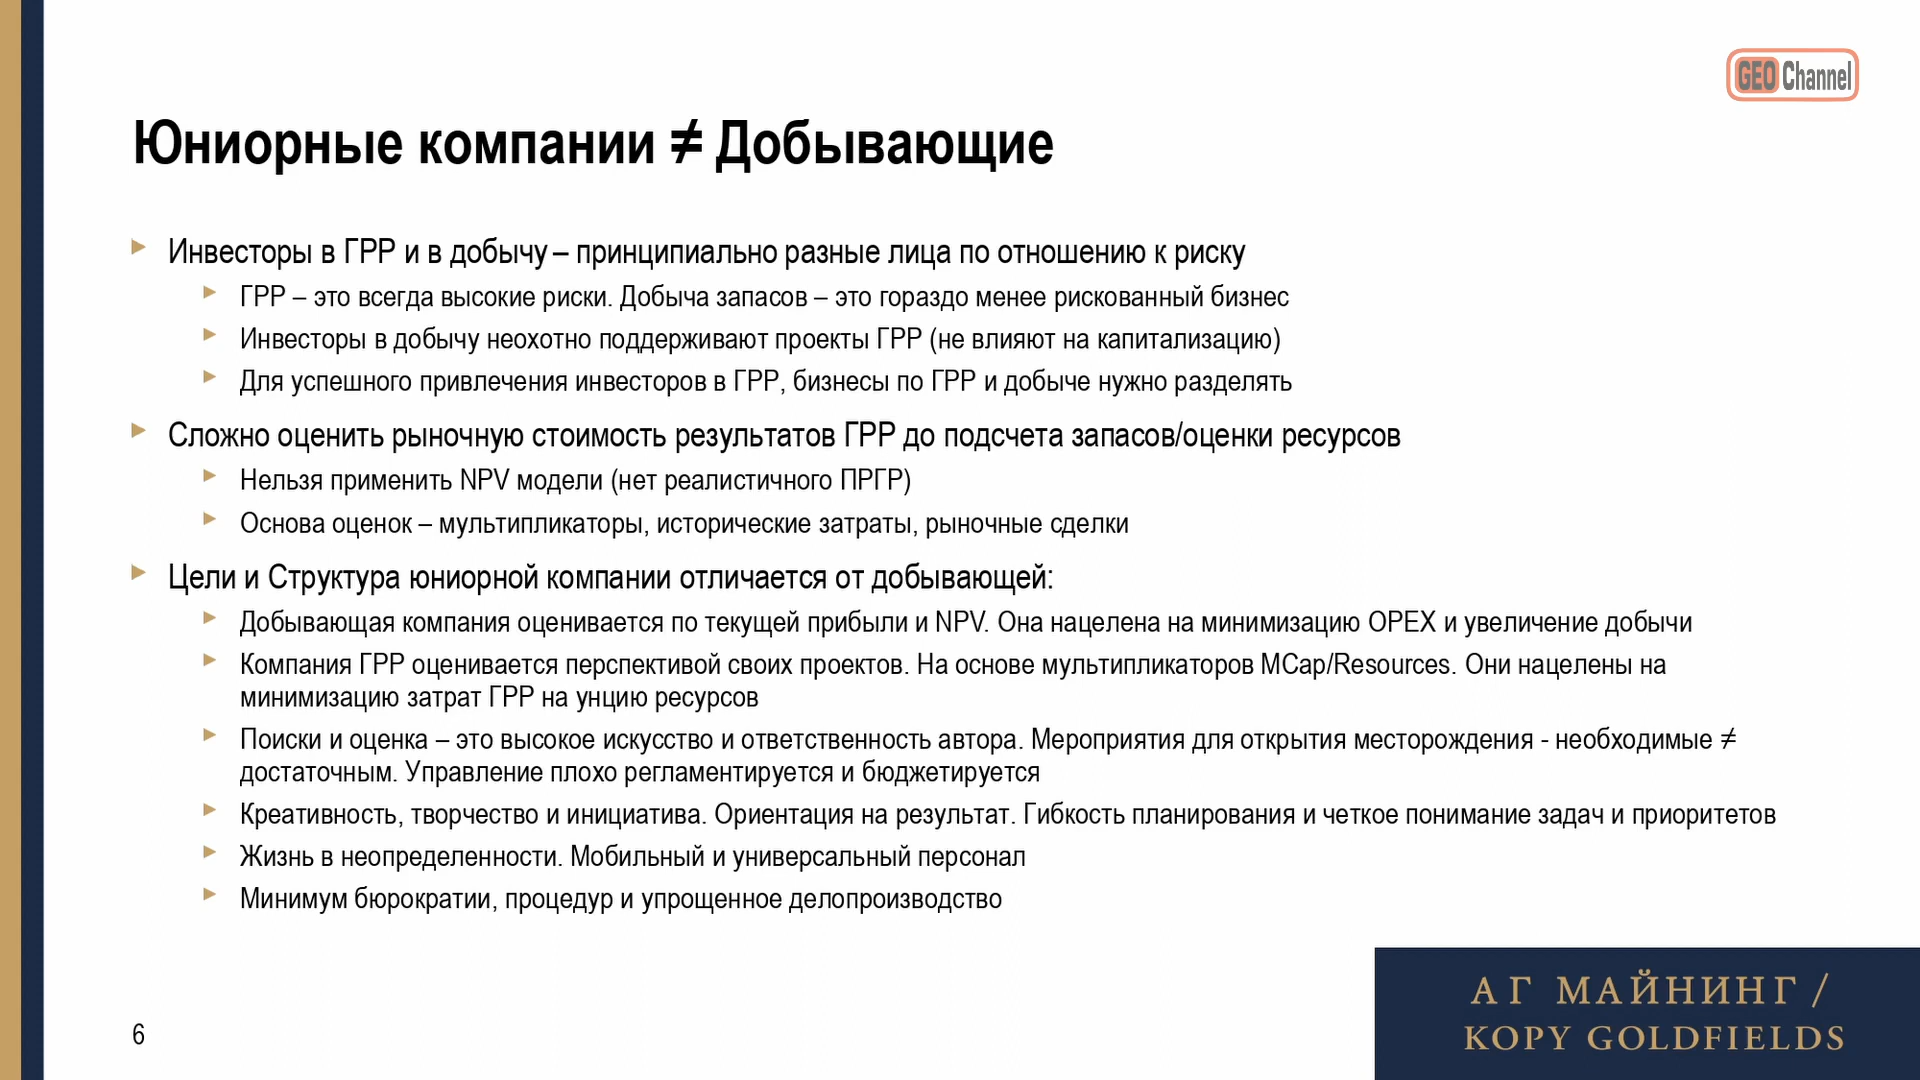 GEO Channel
Юниорные компании ≠ Добывающие
Инвесторы в ГРР и в добычу – принципиально разные лица по отношению к риску
ГРР – это всегда высокие риски. Добыча запасов – это гораздо менее рискованный бизнес
Инвесторы в добычу неохотно поддерживают проекты ГРР (не влияют на капитализацию)
Для успешного привлечения инвесторов в ГРР, бизнесы по ГРР и добыче нужно разделять
Сложно оценить рыночную стоимость результатов ГРР до подсчета запасов/оценки ресурсов
Нельзя применить NPV модели (нет реалистичного ПРГР)
Основа оценок – мультипликаторы, исторические затраты, рыночные сделки
Цели и Структура юниорной компании отличается от добывающей:
Добывающая компания оценивается по текущей прибыли и NPV. Она нацелена на минимизацию OPEX и увеличение добычи
Компания ГРР оценивается перспективой своих проектов. На основе мультипликаторов MCap/Resources. Они нацелены на
минимизацию затрат ГРР на унцию ресурсов
Поиски и оценка – это высокое искусство и ответственность автора. Мероприятия для открытия месторождения - необходимые ≠
достаточным. Управление плохо регламентируется и бюджетируется
Креативность, творчество и инициатива. Ориентация на результат. Гибкость планирования и четкое понимание задач и приоритетов
Жизнь в неопределенности. Мобильный и универсальный персонал
Минимум бюрократии, процедур и упрощенное делопроизводство
6
АГ МАЙНИНГ /
KOPY GOLDFIELDS